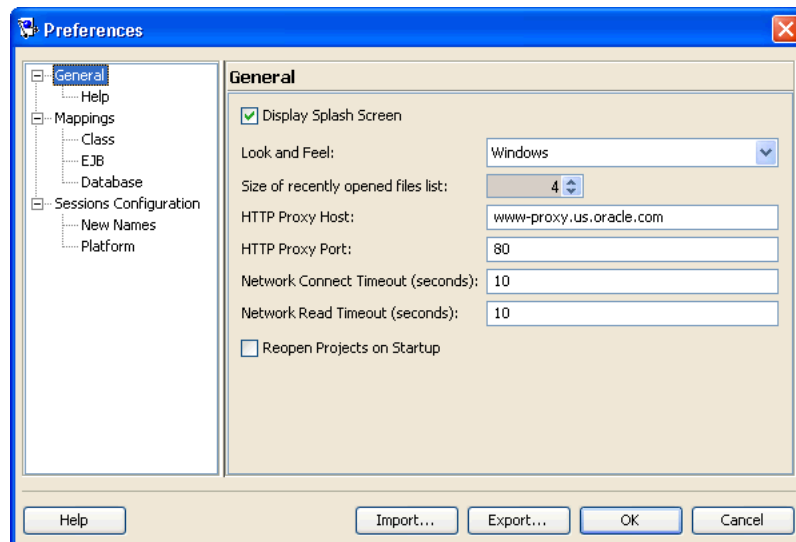 Preferences
General
Help
Mappings
Class
EJB
Database
Sessions Configuration
New Names
Platform
General
Display Splash Screen
Look and Feel: Windows
Size of recently opened files list: 4
HTTP Proxy Host: www-proxy.us.oracle.com
HTTP Proxy Port: 80
Network Connect Timeout (seconds): 10
Network Read Timeout (seconds): 10
Reopen Projects on Startup
Help Import... Export... OK Cancel